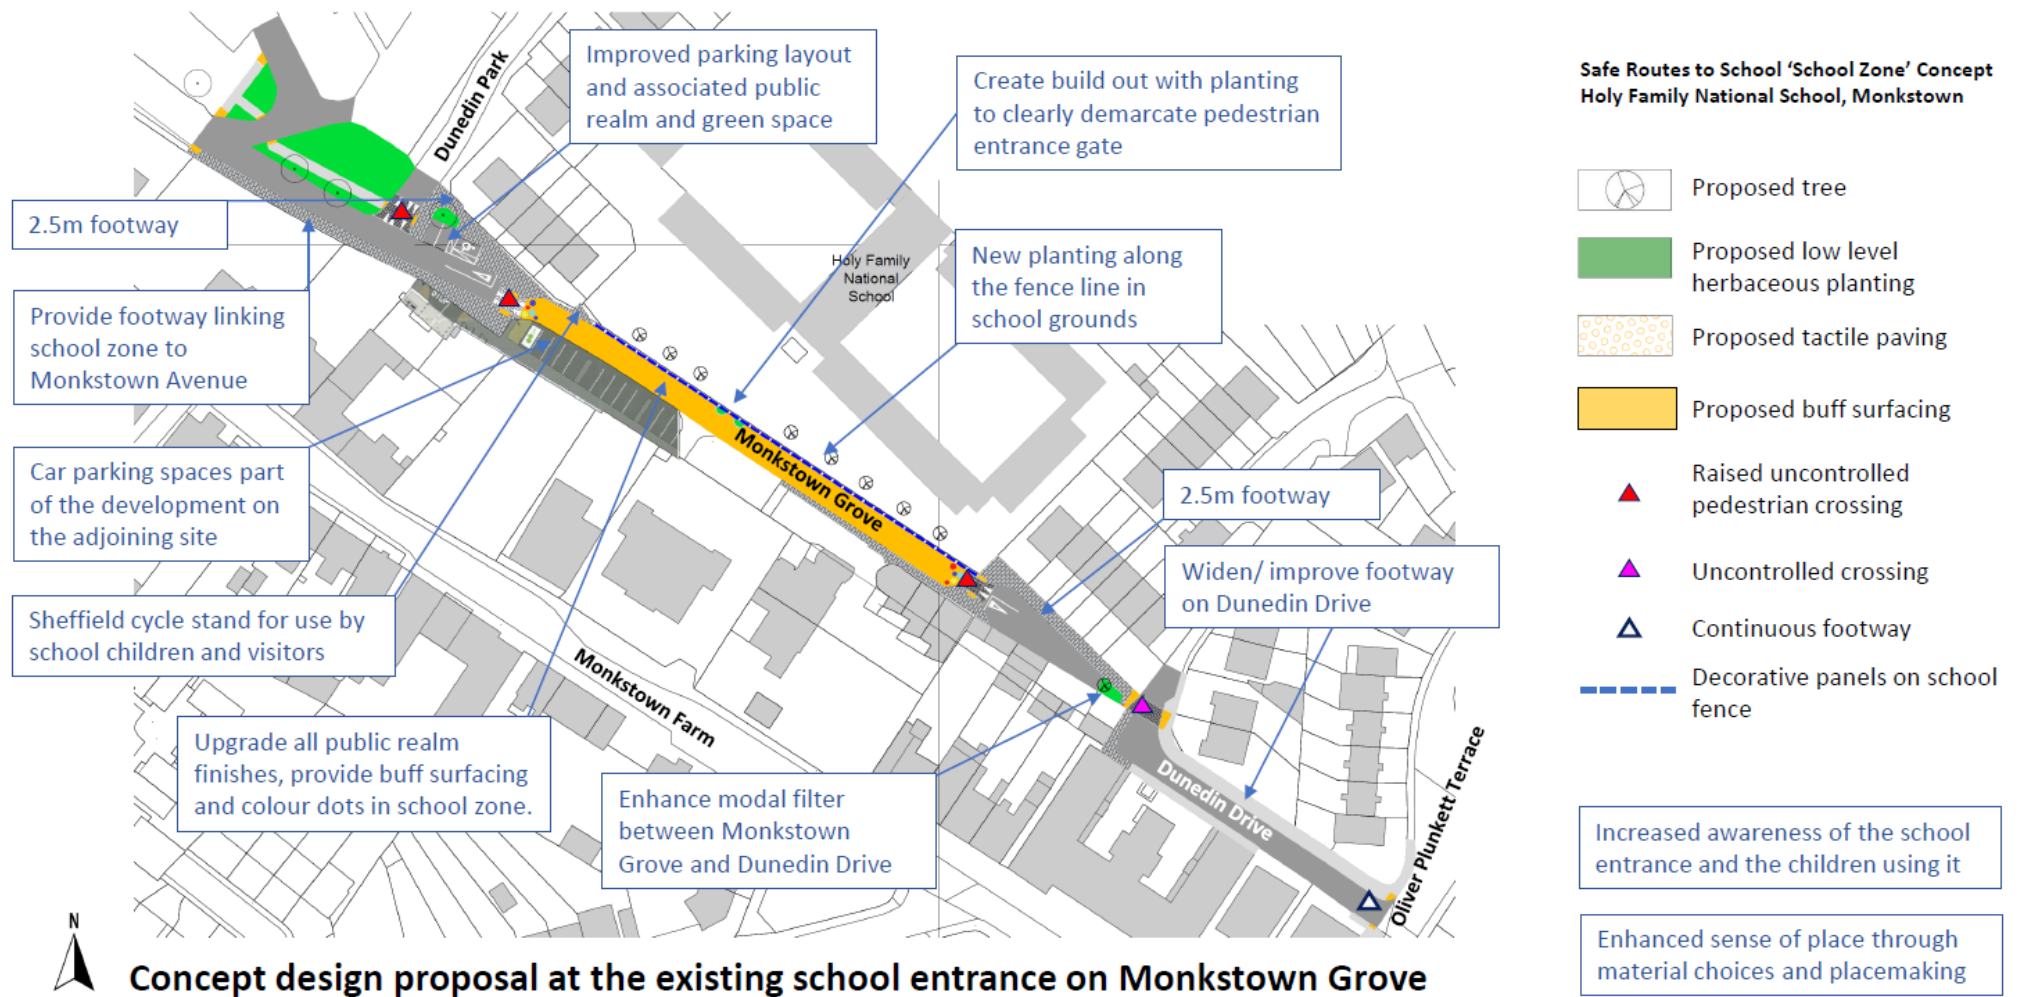 Improved parking layout
and associated public
realm and green space
Create build out with planting
to clearly demarcate pedestrian
entrance gate
Safe Routes to School ‘School Zone’ Concept
Holy Family National School, Monkstown
Dunedin Park
2.5m footway
Proposed tree
Proposed low level
herbaceous planting
Proposed tactile paving
Proposed buff surfacing
Raised uncontrolled
pedestrian crossing
Uncontrolled crossing
Continuous footway
Decorative panels on school
fence
Holy Family
National
School
New planting along
the fence line in
school grounds
Provide footway linking
school zone to
Monkstown Avenue
Car parking spaces part
of the development on
the adjoining site
Monkstown Grove
2.5m footway
Widen/ improve footway
on Dunedin Drive
Sheffield cycle stand for use by
school children and visitors
Monkstown Farm
Upgrade all public realm
finishes, provide buff surfacing
and colour dots in school zone.
Enhance modal filter
between Monkstown
Grove and Dunedin Drive
Dunedin Drive
Oliver Plunkett Terrace
Increased awareness of the school
entrance and the children using it
Enhanced sense of place through
material choices and placemaking
N
Concept design proposal at the existing school entrance on Monkstown Grove